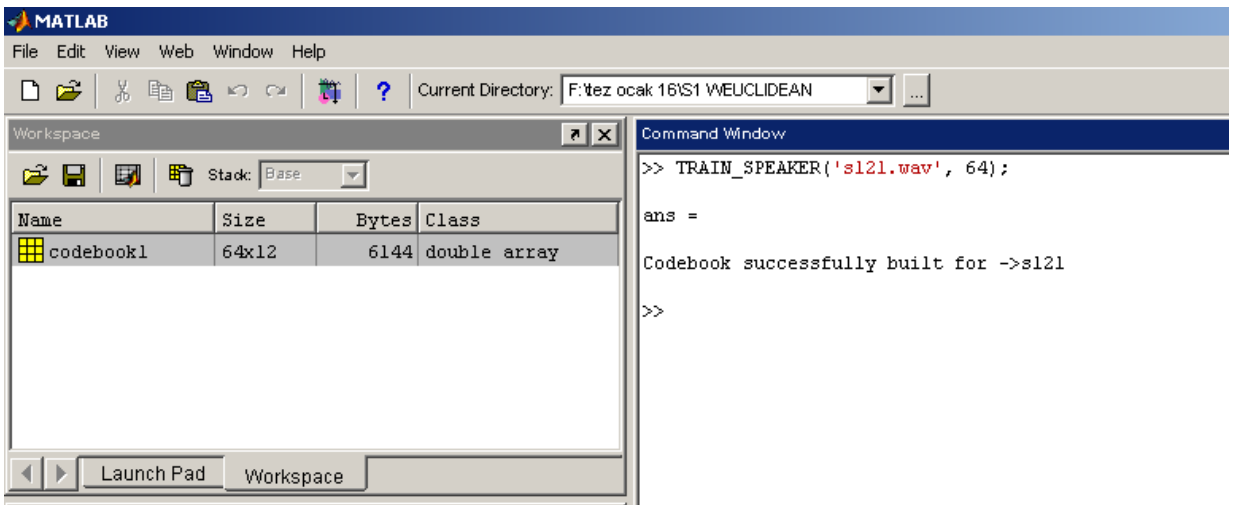 MATLAB
File Edit View Web Window Help
? Current Directory: F:\tez ocak 16\S1 WEUCLIDEAN ...
Workspace
Stack: Base
Name Size Bytes Class
codebook1 64x12 6144 double array
Launch Pad Workspace
Command Window
>> TRAIN_SPEAKER('s121.wav', 64);
ans =
Codebook successfully built for ->s121
>>